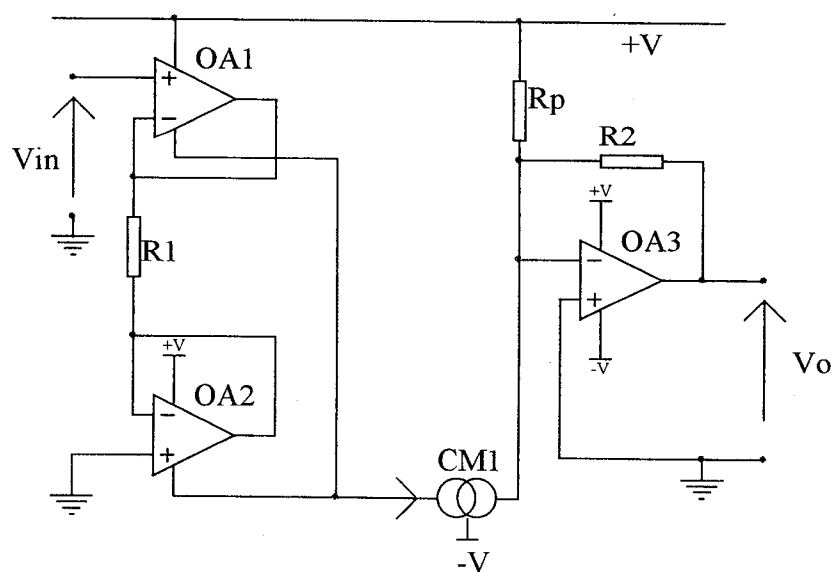 +V
OA1
+
−
Vin
Rp
R2
R1
+V
OA3
−
+
-V
Vo
+V
OA2
−
+
CM1
-V